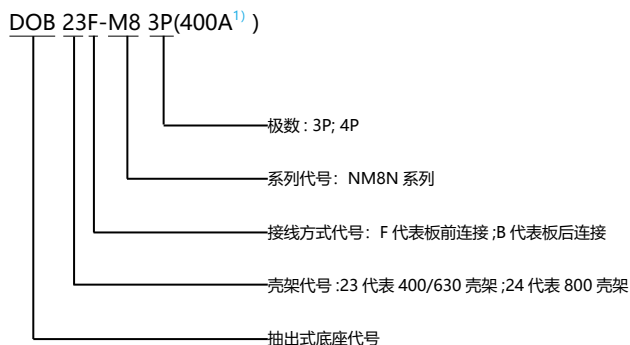 DOB 23F-M8 3P(400A¹⁾ )
极数 : 3P; 4P
系列代号：NM8N 系列
接线方式代号：F 代表板前连接 ;B 代表板后连接
壳架代号 :23 代表 400/630 壳架 ;24 代表 800 壳架
抽出式底座代号